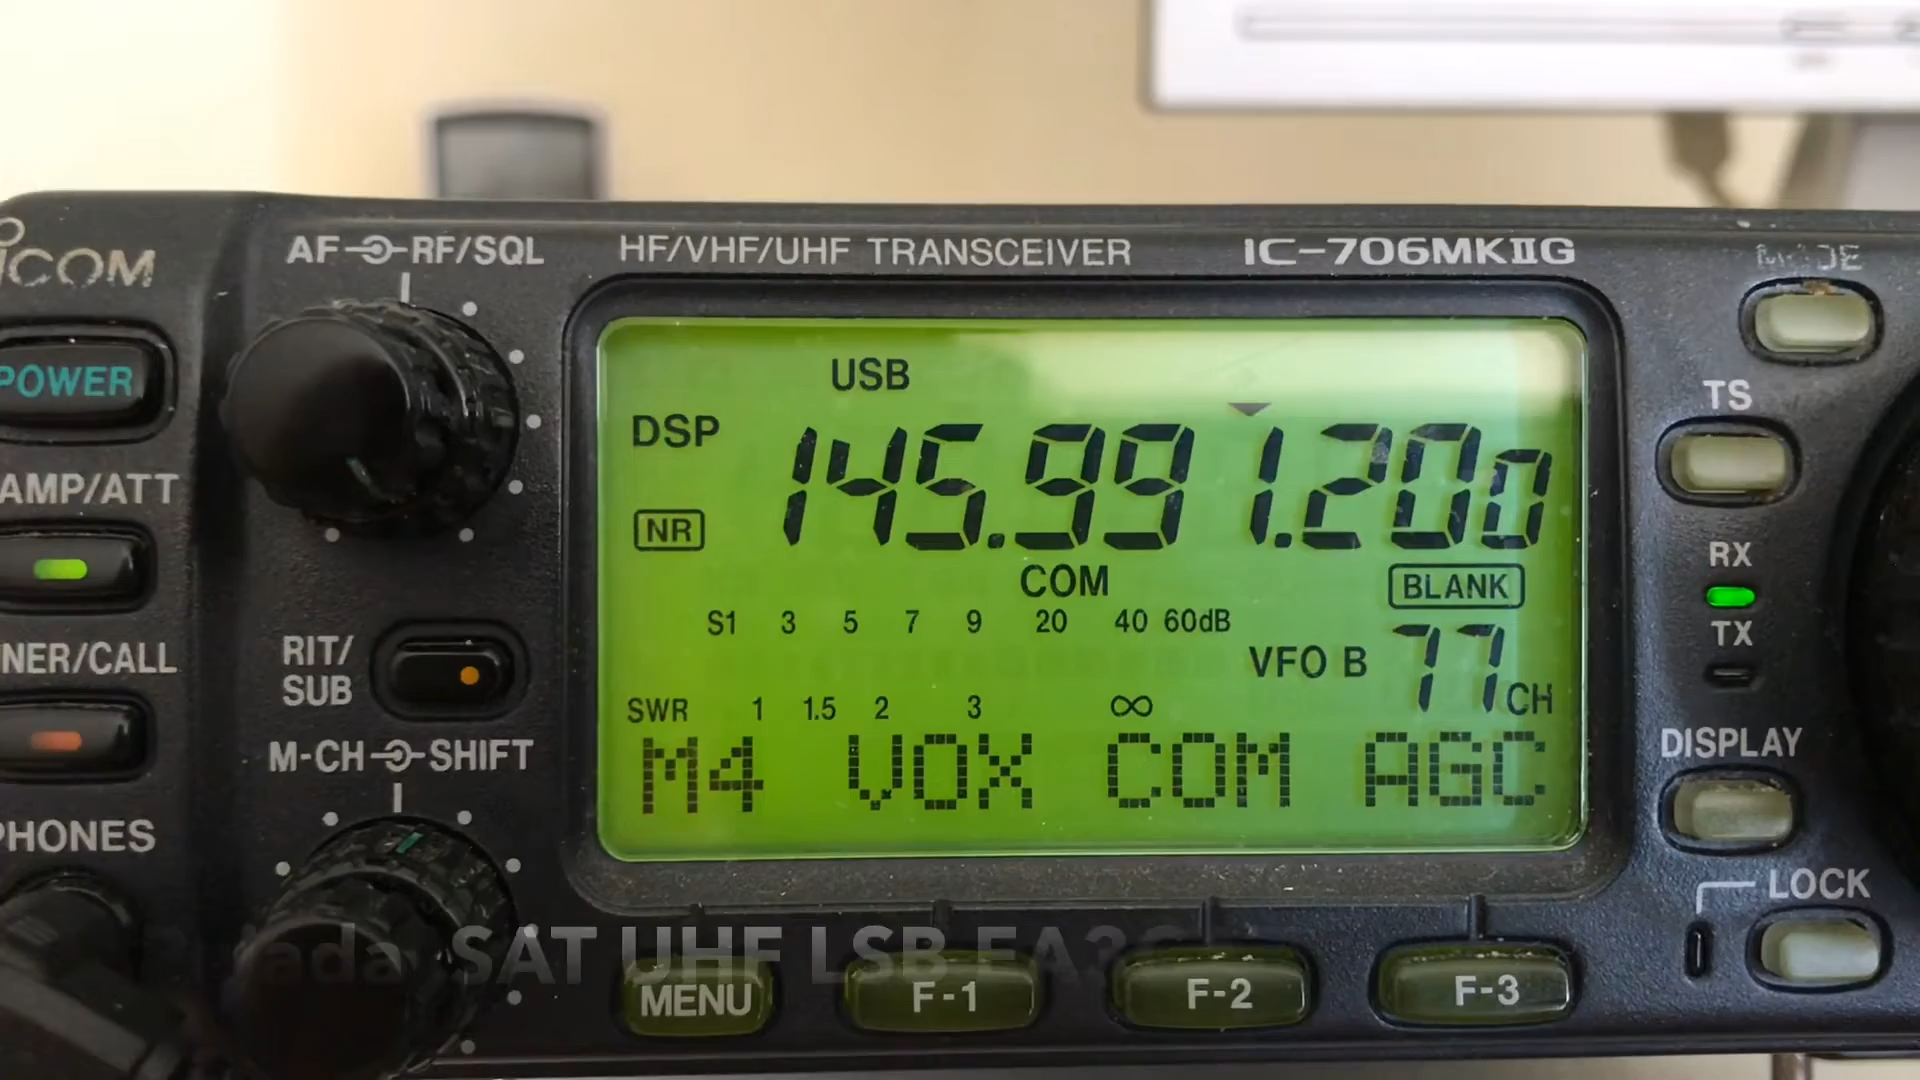 ICOM
AF RF/SQL
HF/VHF/UHF TRANSCEIVER
IC-706MKIIG
MODE
POWER
USB
TS
DSP
145.991.200
AMP/ATT
NR
COM
BLANK
RX
S1 3 5 7 9 20 40 60dB
TX
NER/CALL
RIT/
SUB
VFO B 77 CH
SWR 1 1.5 2 3 ∞
DISPLAY
M-CH SHIFT
M4 VOX COM AGC
PHONES
LOCK
SAT UHF LSB
MENU F-1 F-2 F-3